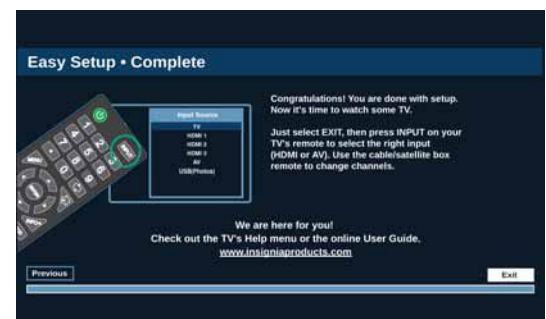 Easy Setup • Complete
Input Source
TV
HDMI 1
HDMI 2
HDMI 3
AV
USB(Photos)
INPUT
MENU
Congratulations! You are done with setup.
Now it's time to watch some TV.
Just select EXIT, then press INPUT on your
TV's remote to select the right input
(HDMI or AV). Use the cable/satellite box
remote to change channels.
We are here for you!
Check out the TV's Help menu or the online User Guide.
www.insigniaproducts.com
Previous
Exit